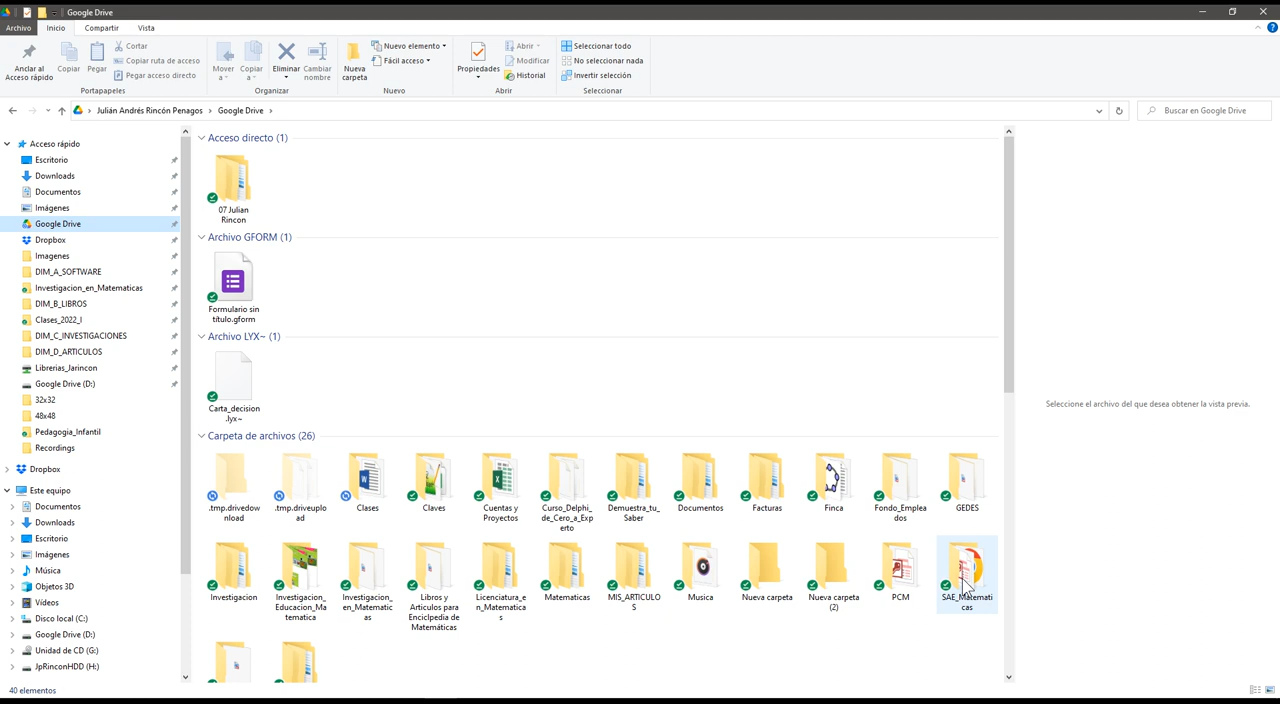 Google Drive
Archivo Inicio Compartir Vista
Anclar al
Acceso rápido
Copiar
Pegar
Cortar
Copiar ruta de acceso
Pegar acceso directo
Mover
a
Copiar
a
Eliminar
Cambiar
nombre
Nueva
carpeta
Nuevo elemento
Fácil acceso
Propiedades
Abrir
Modificar
Historial
Seleccionar todo
No seleccionar nada
Invertir selección
Portapapeles Organizar Nuevo Abrir Seleccionar
Julián Andrés Rincón Penagos > Google Drive >
Buscar en Google Drive
Acceso rápido
Escritorio
Downloads
Documentos
Imágenes
Google Drive
Dropbox
Imagenes
DIM_A_SOFTWARE
Investigacion_en_Matematicas
DIM_B_LIBROS
Clases_2022_I
DIM_C_INVESTIGACIONES
DIM_D_ARTICULOS
Librerias_Jarincon
Google Drive (D:)
32x32
48x48
Pedagogia_Infantil
Recordings
Dropbox
Este equipo
Documentos
Downloads
Escritorio
Imágenes
Música
Objetos 3D
Vídeos
Disco local (C:)
Google Drive (D:)
Unidad de CD (G:)
JpRinconHDD (H:)
Acceso directo (1)
07 Julian
Rincon
Archivo GFORM (1)
Formulario sin
título.gform
Archivo LYX~ (1)
Carta_decision
.lyx~
Carpeta de archivos (26)
.tmp.drivedow
nload
.tmp.driveuplo
ad
Clases
Claves
Cuentas y
Proyectos
Curso_Delphi_
de_Cero_a_Exp
erto
Demuestra_tu_
Saber
Documentos
Facturas
Finca
Fondo_Emplea
dos
GEDES
Investigacion
Investigacion_
Educacion_Ma
tematica
Investigacion_
en_Matematic
as
Libros y
Articulos para
Enciclpedia de
Matemáticas
Licenciatura_e
n_Matematica
s
Matematicas
MIS_ARTICULO
S
Musica
Nueva carpeta
Nueva carpeta
(2)
PCM
SAE_Matemati
cas
Seleccione el archivo del que desea obtener la vista previa.
40 elementos